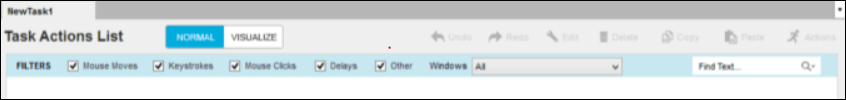 NewTask1
Task Actions List NORMAL VISUALIZE Undo Redo Edit Delete Copy Paste Actions
FILTERS Mouse Moves Keystrokes Mouse Clicks Delays Other Windows All Find Text...